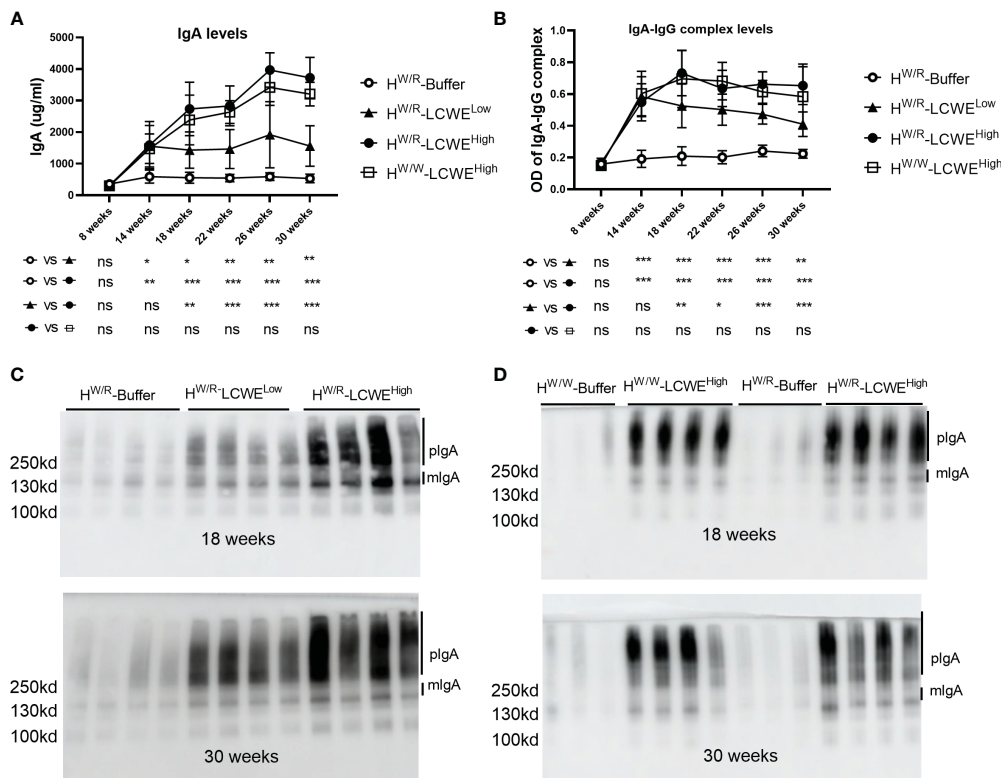 A
IgA levels
IgA (ug/ml)
5000
4000
3000
2000
1000
0
8 weeks
14 weeks
18 weeks
22 weeks
26 weeks
30 weeks
H^W/R-Buffer
H^W/R-LCWE^Low
H^W/R-LCWE^High
H^W/W-LCWE^High
VS ns * * ** ** **
VS ns ** *** *** *** ***
VS ns ns ** *** *** ***
VS ns ns ns ns ns ns
B
IgA-IgG complex levels
OD of IgA-IgG complex
1.0
0.8
0.6
0.4
0.2
0.0
8 weeks
14 weeks
18 weeks
22 weeks
26 weeks
30 weeks
H^W/R-Buffer
H^W/R-LCWE^Low
H^W/R-LCWE^High
H^W/W-LCWE^High
VS ns *** *** *** *** **
VS ns *** *** *** *** ***
VS ns ns ** * *** ***
VS ns ns ns ns ns ns
C
H^W/R-Buffer H^W/R-LCWE^Low H^W/R-LCWE^High
pIgA
250kd
mIgA
130kd
100kd
18 weeks
pIgA
250kd
mIgA
130kd
100kd
30 weeks
D
H^W/W-Buffer H^W/W-LCWE^High H^W/R-Buffer H^W/R-LCWE^High
pIgA
250kd
mIgA
130kd
100kd
18 weeks
pIgA
250kd
mIgA
130kd
100kd
30 weeks